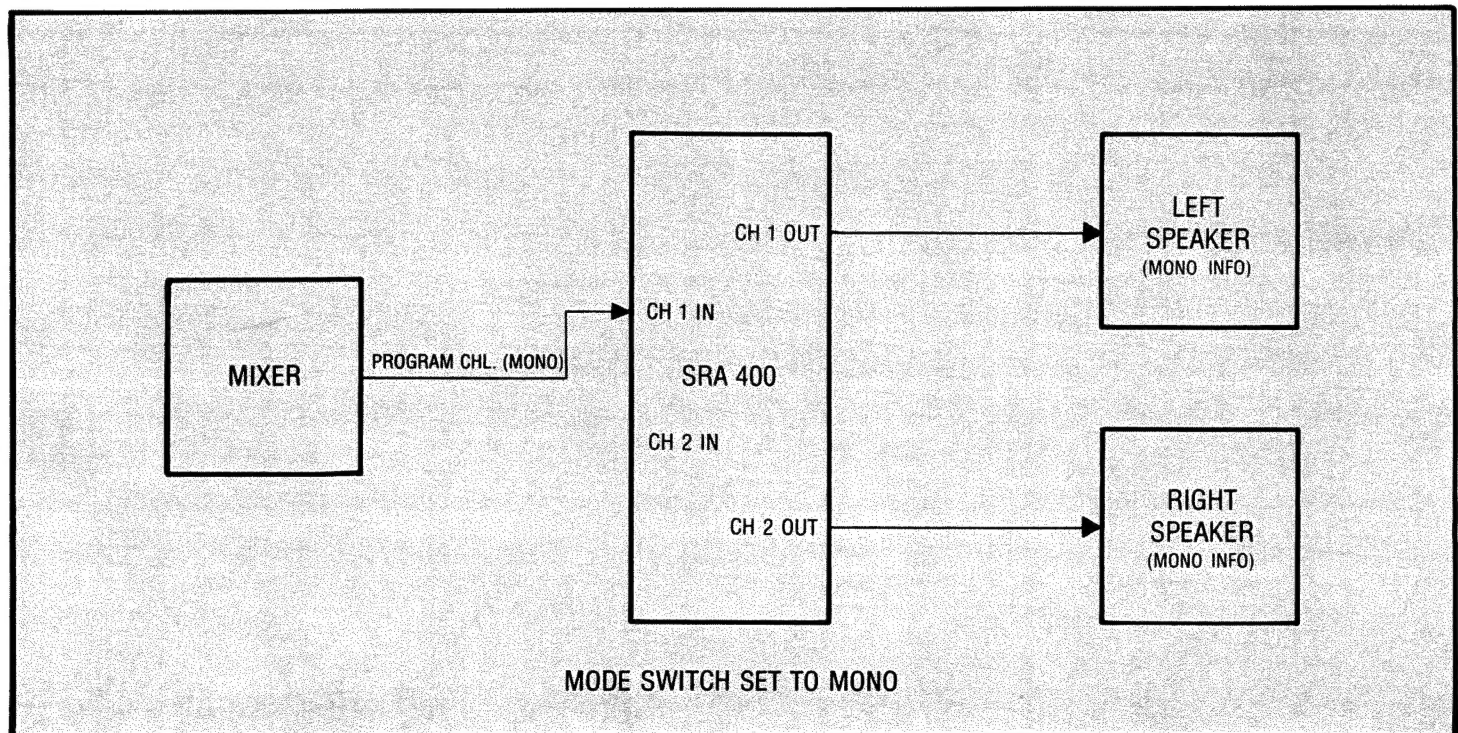 MIXER
PROGRAM CHL. (MONO)
CH 1 OUT
CH 1 IN
SRA 400
CH 2 IN
CH 2 OUT
LEFT
SPEAKER
(MONO INFO)
RIGHT
SPEAKER
(MONO INFO)
MODE SWITCH SET TO MONO